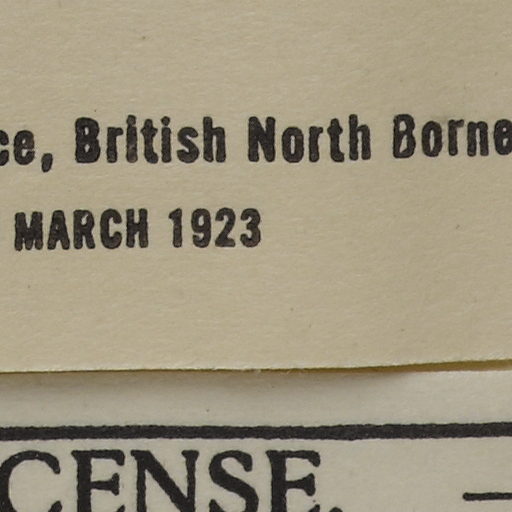 ce, British North Borne
MARCH 1923
CENSE.